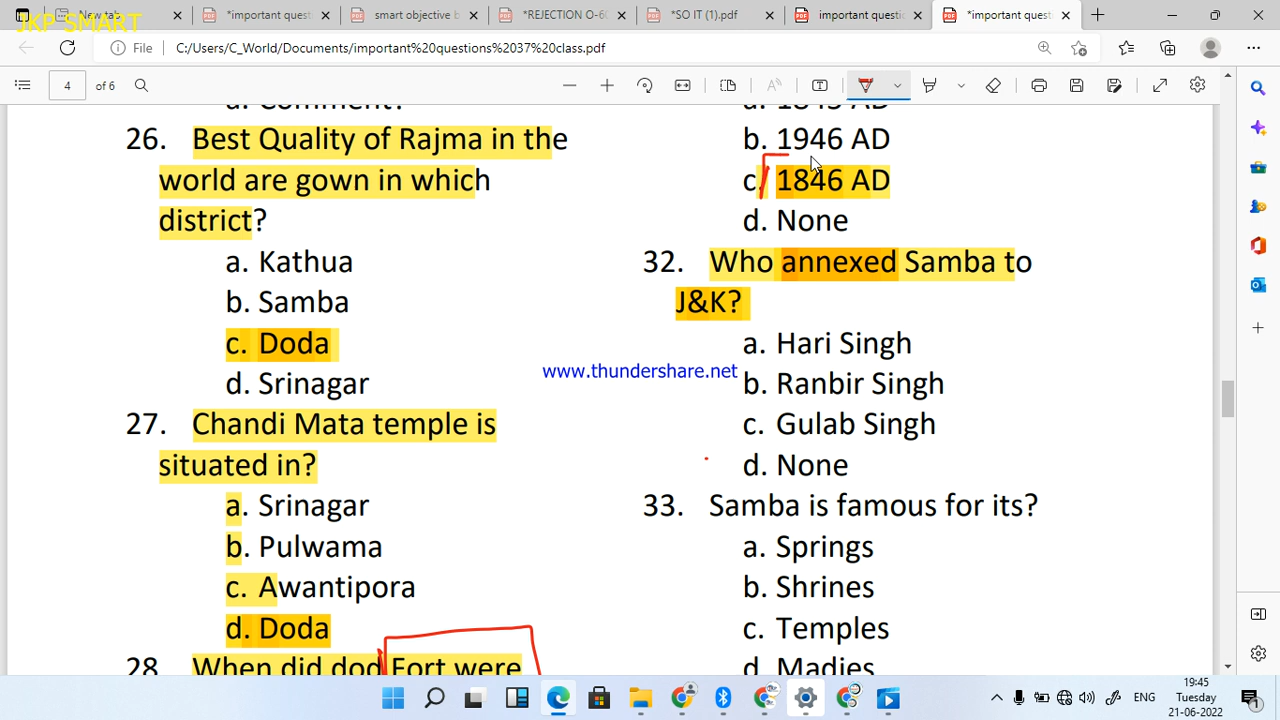 JKP SMART
New tab
*important quest
smart objective b
*REJECTION O-6
*SO IT (1).pdf
important questi
*important quest
File
C:/Users/C_World/Documents/important%20questions%2037%20class.pdf
4
of 6
26. Best Quality of Rajma in the
world are gown in which
district?
a. Kathua
b. Samba
c. Doda
d. Srinagar
27. Chandi Mata temple is
situated in?
a. Srinagar
b. Pulwama
c. Awantipora
d. Doda
28. When did dod Fort were
b. 1946 AD
c. 1846 AD
d. None
32. Who annexed Samba to
J&K?
a. Hari Singh
b. Ranbir Singh
c. Gulab Singh
d. None
33. Samba is famous for its?
a. Springs
b. Shrines
c. Temples
d. Madies
www.thundershare.net
ENG
19:45
Tuesday
21-06-2022